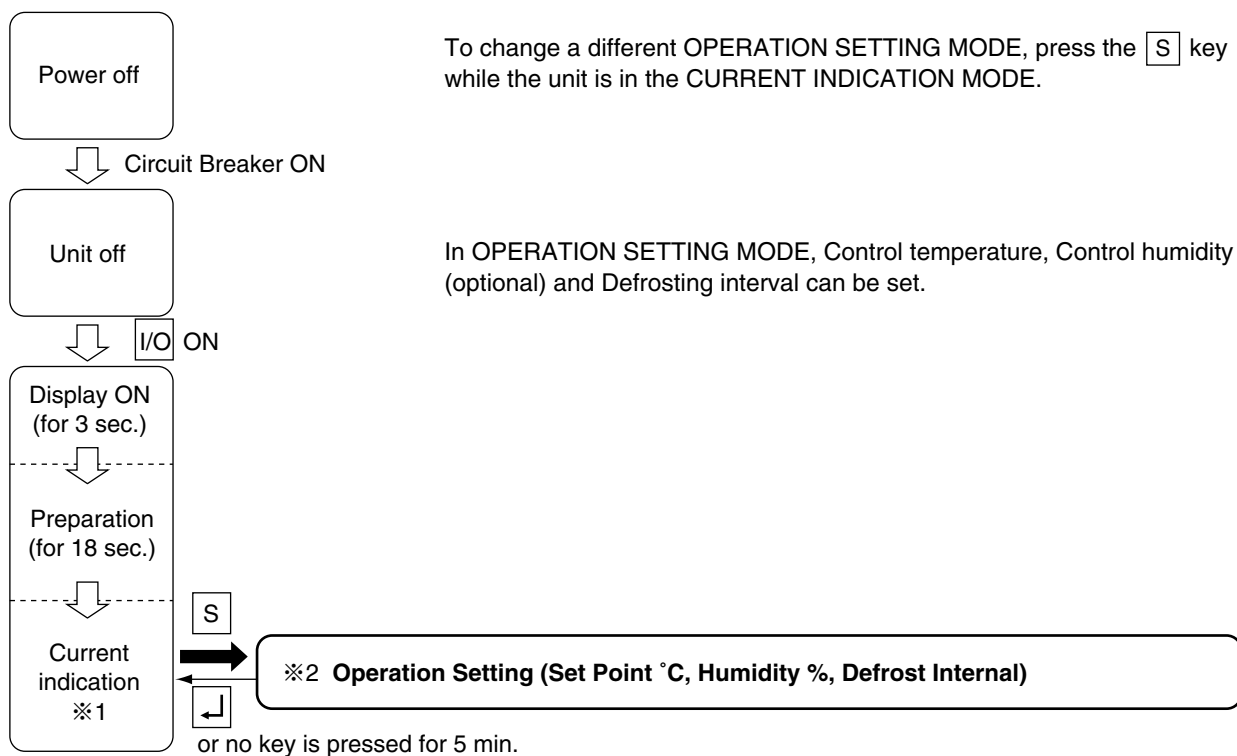 Power off
To change a different OPERATION SETTING MODE, press the S key
while the unit is in the CURRENT INDICATION MODE.
Circuit Breaker ON
Unit off
In OPERATION SETTING MODE, Control temperature, Control humidity
(optional) and Defrosting interval can be set.
I/O ON
Display ON
(for 3 sec.)
Preparation
(for 18 sec.)
S
Current
indication
※1
※2 Operation Setting (Set Point ˚C, Humidity %, Defrost Internal)
↵
or no key is pressed for 5 min.